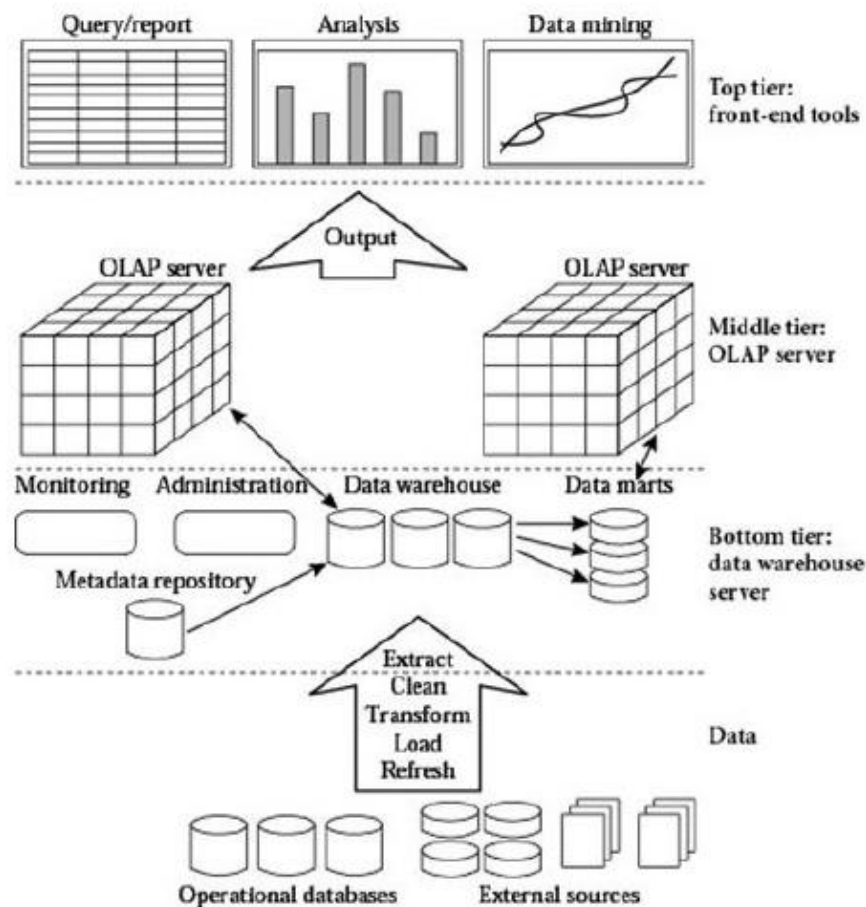 Query/report
Analysis
Data mining
Top tier:
front-end tools
Output
OLAP server
OLAP server
Middle tier:
OLAP server
Monitoring
Administration
Data warehouse
Data marts
Bottom tier:
data warehouse
server
Metadata repository
Extract
Clean
Transform
Load
Refresh
Data
Operational databases
External sources